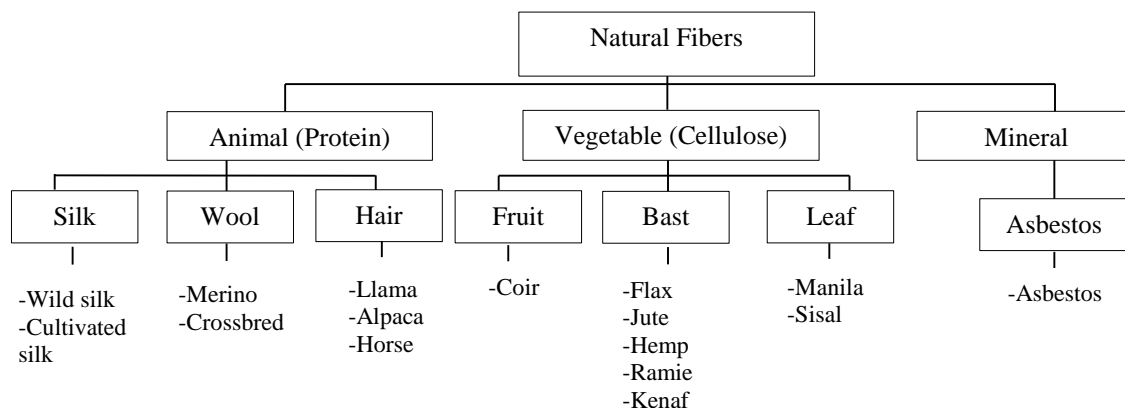 Natural Fibers
Animal (Protein)
Vegetable (Cellulose)
Mineral
Silk
Wool
Hair
Fruit
Bast
Leaf
Asbestos
-Wild silk
-Cultivated
silk
-Merino
-Crossbred
-Llama
-Alpaca
-Horse
-Coir
-Flax
-Jute
-Hemp
-Ramie
-Kenaf
-Manila
-Sisal
-Asbestos